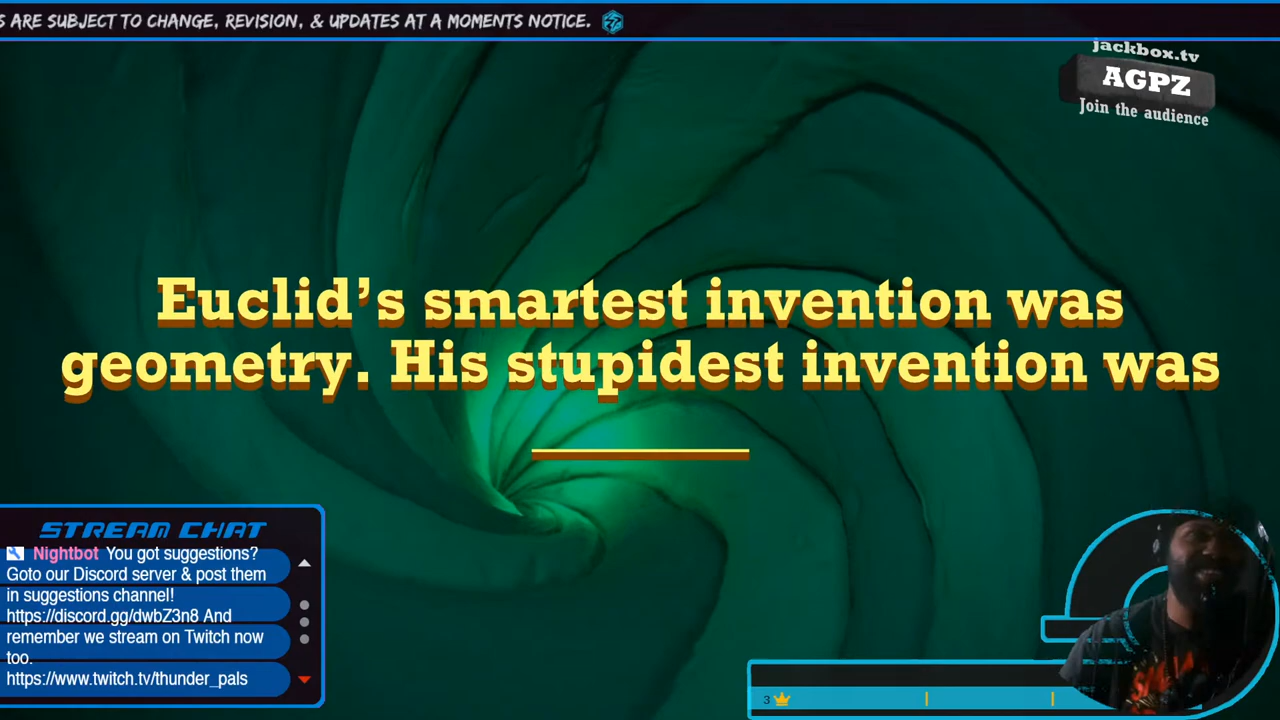 S ARE SUBJECT TO CHANGE, REVISION, & UPDATES AT A MOMENTS NOTICE.
jackbox.tv
AGPZ
Join the audience
Euclid’s smartest invention was
geometry. His stupidest invention was
STREAM CHAT
Nightbot You got suggestions?
Goto our Discord server & post them
in suggestions channel!
https://discord.gg/dwbZ3n8 And
remember we stream on Twitch now
too.
https://www.twitch.tv/thunder_pals
3